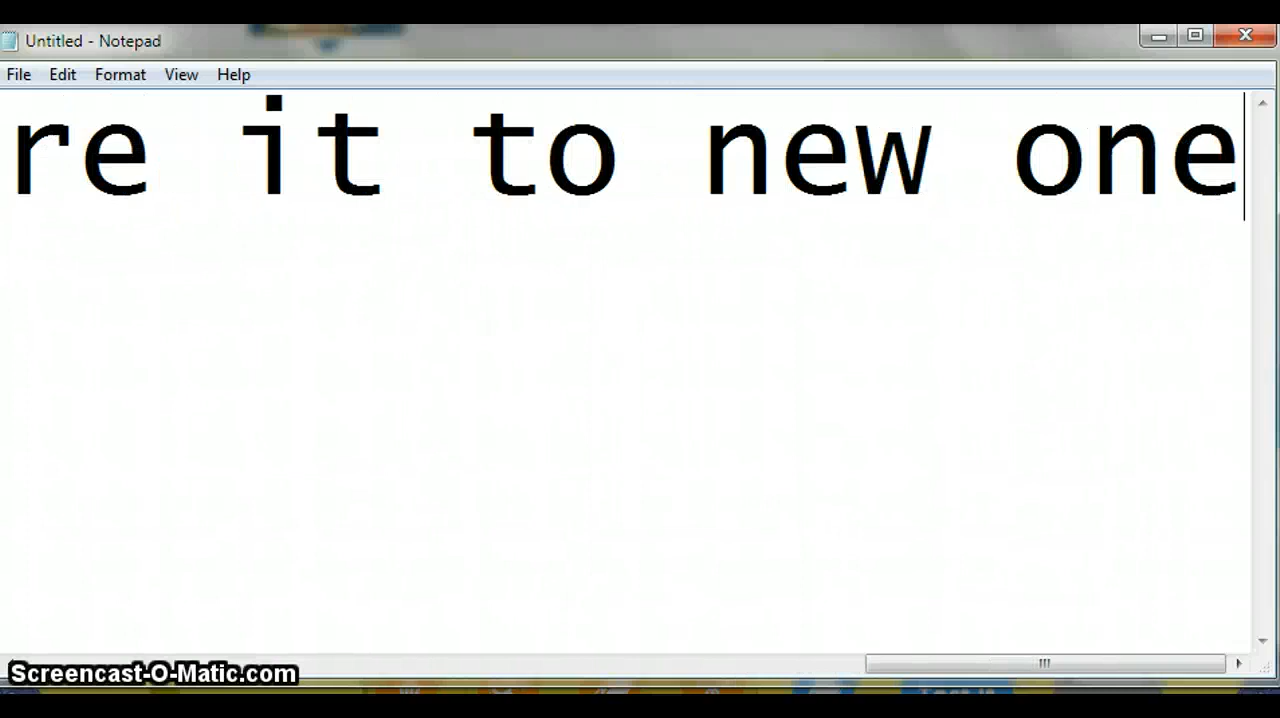 Untitled - Notepad
File Edit Format View Help
re it to new one
Screencast-O-Matic.com